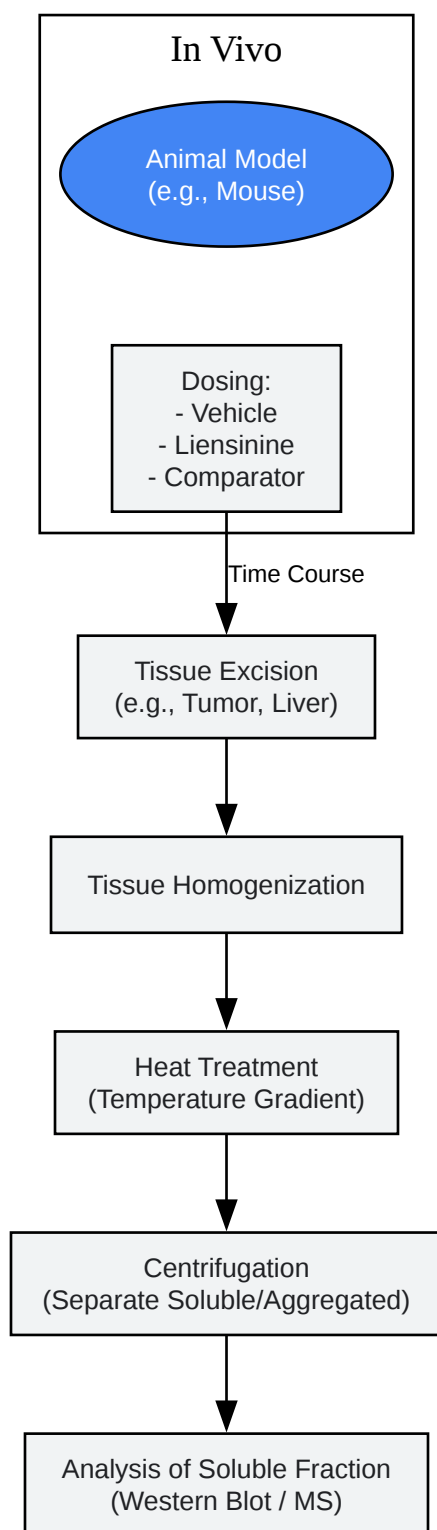 In Vivo
Animal Model
(e.g., Mouse)
Dosing:
- Vehicle
- Liensinine
- Comparator
Time Course
Tissue Excision
(e.g., Tumor, Liver)
Tissue Homogenization
Heat Treatment
(Temperature Gradient)
Centrifugation
(Separate Soluble/Aggregated)
Analysis of Soluble Fraction
(Western Blot / MS)